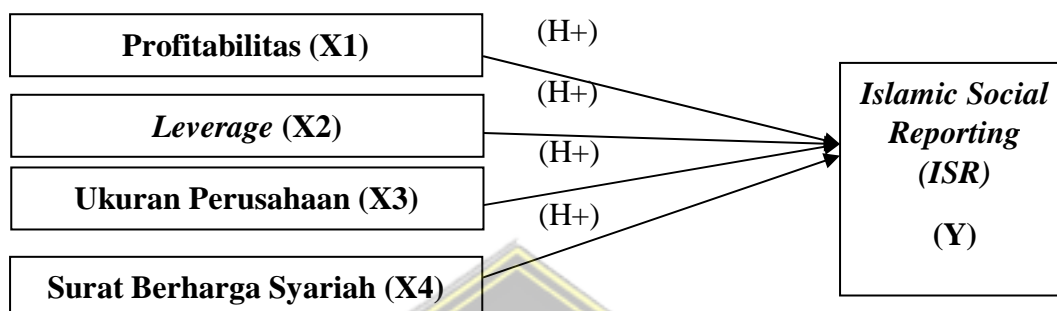 Profitabilitas (X1)
(H+)
Leverage (X2)
(H+)
Ukuran Perusahaan (X3)
(H+)
Surat Berharga Syariah (X4)
(H+)
Islamic Social
Reporting
(ISR)
(Y)